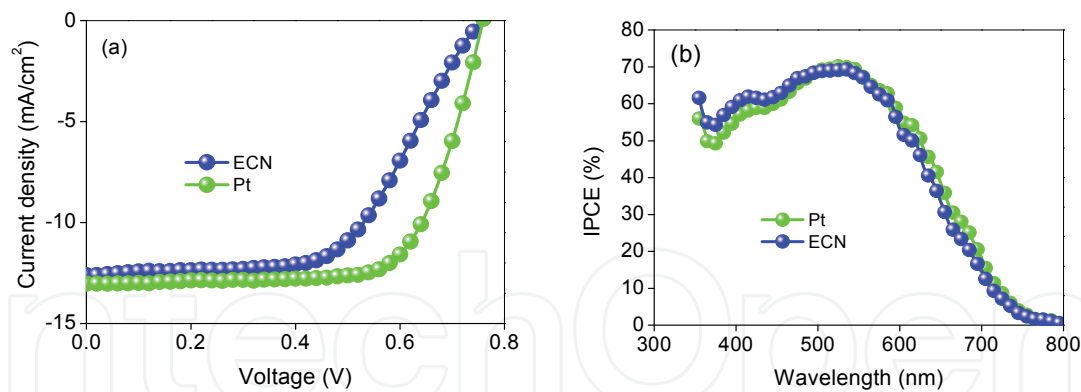 (a)
Current density (mA/cm²)
0
-5
-10
-15
ECN
Pt
0.0 0.2 0.4 0.6 0.8
Voltage (V)
(b)
IPCE (%)
80
70
60
50
40
30
20
10
0
Pt
ECN
300 400 500 600 700 800
Wavelength (nm)
ntechOpen